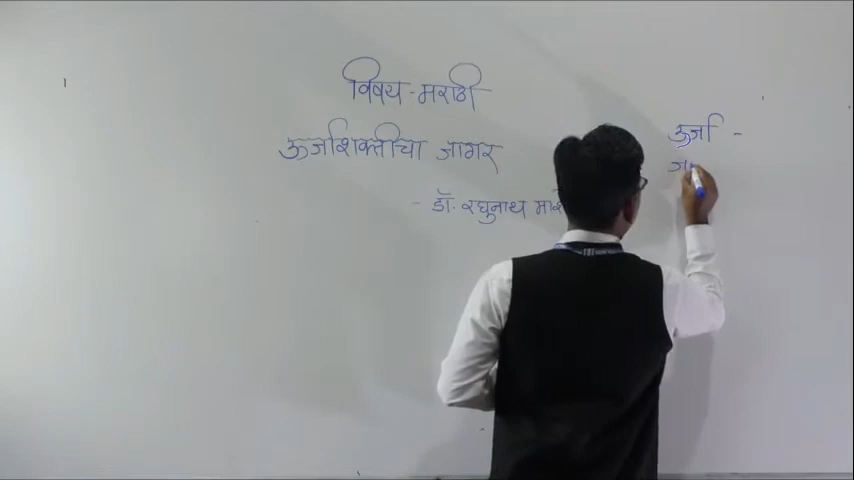 विषय - मराठी
ऊर्जाशक्तीचा जागर
- डॉ. रघुनाथ
ऊर्जा -